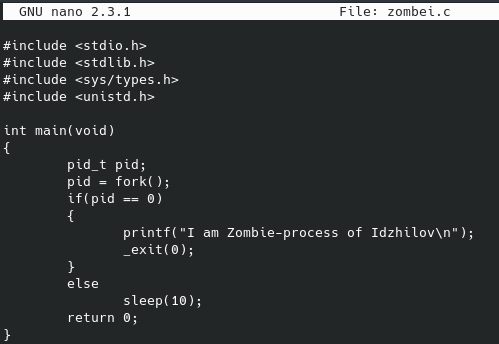 GNU nano 2.3.1 File: zombei.c
#include <stdio.h>
#include <stdlib.h>
#include <sys/types.h>
#include <unistd.h>
int main(void)
{
pid_t pid;
pid = fork();
if(pid == 0)
{
printf("I am Zombie-process of Idzhilov\n");
_exit(0);
}
else
sleep(10);
return 0;
}